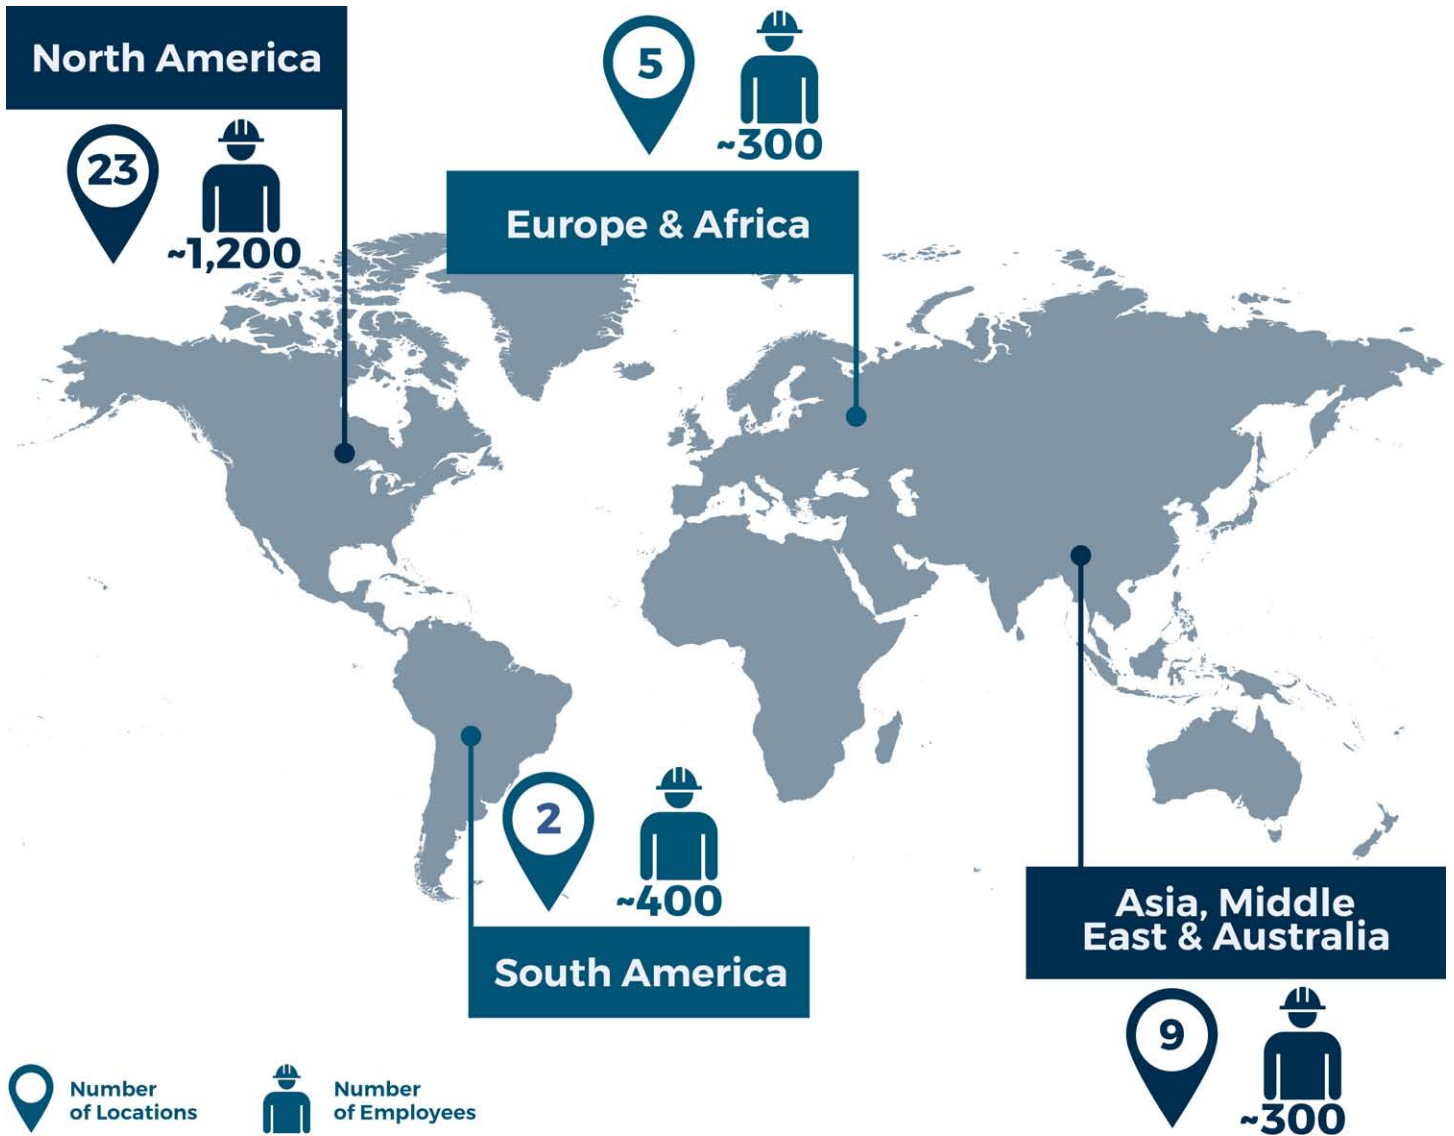 North America
23
~1,200
5
~300
Europe & Africa
2
~400
South America
Asia, Middle
East & Australia
9
~300
Number
of Locations
Number
of Employees